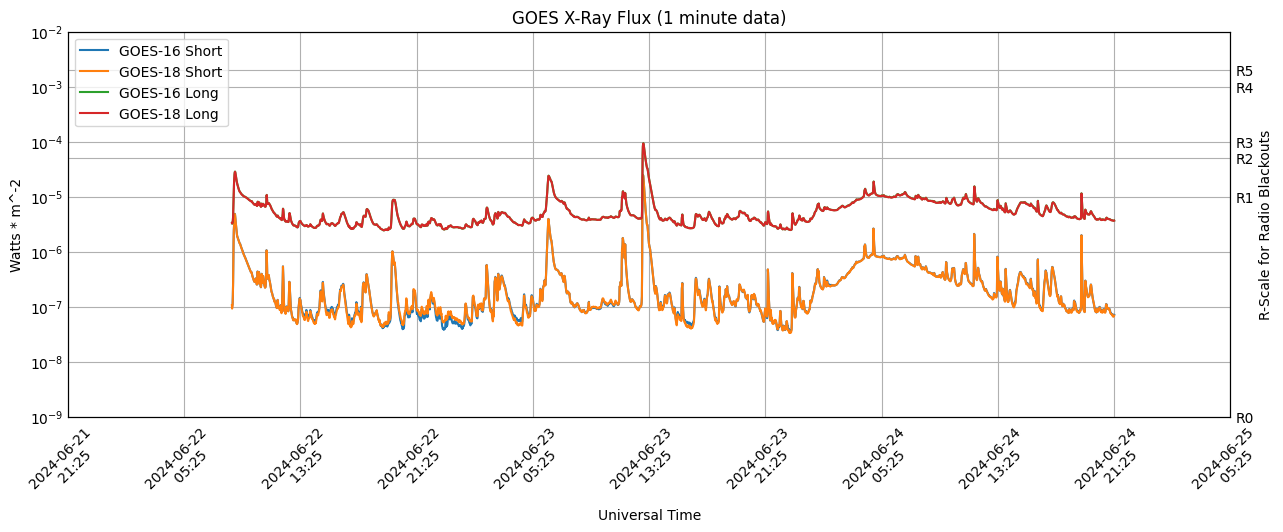 GOES X-Ray Flux (1 minute data)
GOES-16 Short
GOES-18 Short
GOES-16 Long
GOES-18 Long
Watts * m^-2
10^-2
10^-3
10^-4
10^-5
10^-6
10^-7
10^-8
10^-9
R5
R4
R3
R2
R1
R0
R-Scale for Radio Blackouts
2024-06-21
21:25
2024-06-22
05:25
2024-06-22
13:25
2024-06-22
21:25
2024-06-23
05:25
2024-06-23
13:25
2024-06-23
21:25
2024-06-24
05:25
2024-06-24
13:25
2024-06-24
21:25
2024-06-25
05:25
Universal Time